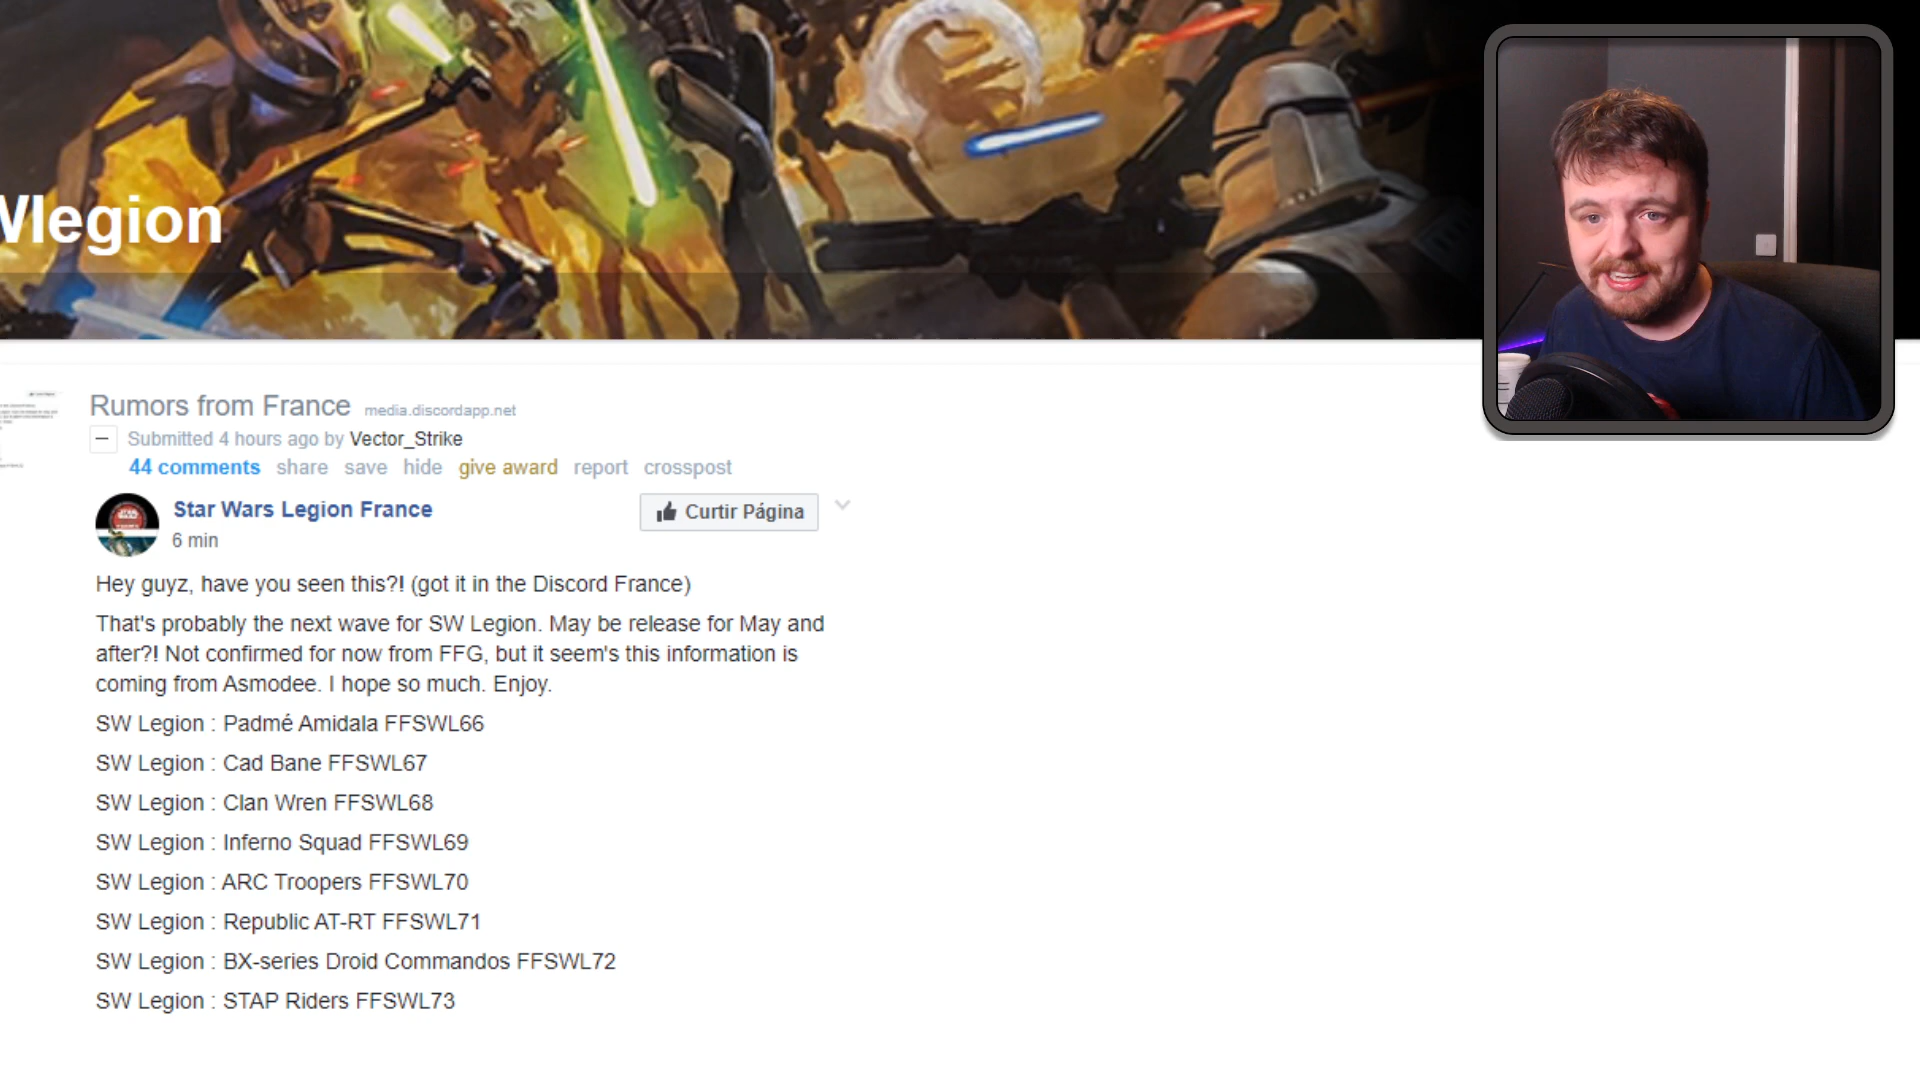 Wlegion
Rumors from France media.discordapp.net
Submitted 4 hours ago by Vector_Strike
44 comments share save hide give award report crosspost
Star Wars Legion France
Curtir Página
6 min
Hey guyz, have you seen this?! (got it in the Discord France)
That's probably the next wave for SW Legion. May be release for May and
after?! Not confirmed for now from FFG, but it seem's this information is
coming from Asmodee. I hope so much. Enjoy.
SW Legion : Padmé Amidala FFSWL66
SW Legion : Cad Bane FFSWL67
SW Legion : Clan Wren FFSWL68
SW Legion : Inferno Squad FFSWL69
SW Legion : ARC Troopers FFSWL70
SW Legion : Republic AT-RT FFSWL71
SW Legion : BX-series Droid Commandos FFSWL72
SW Legion : STAP Riders FFSWL73